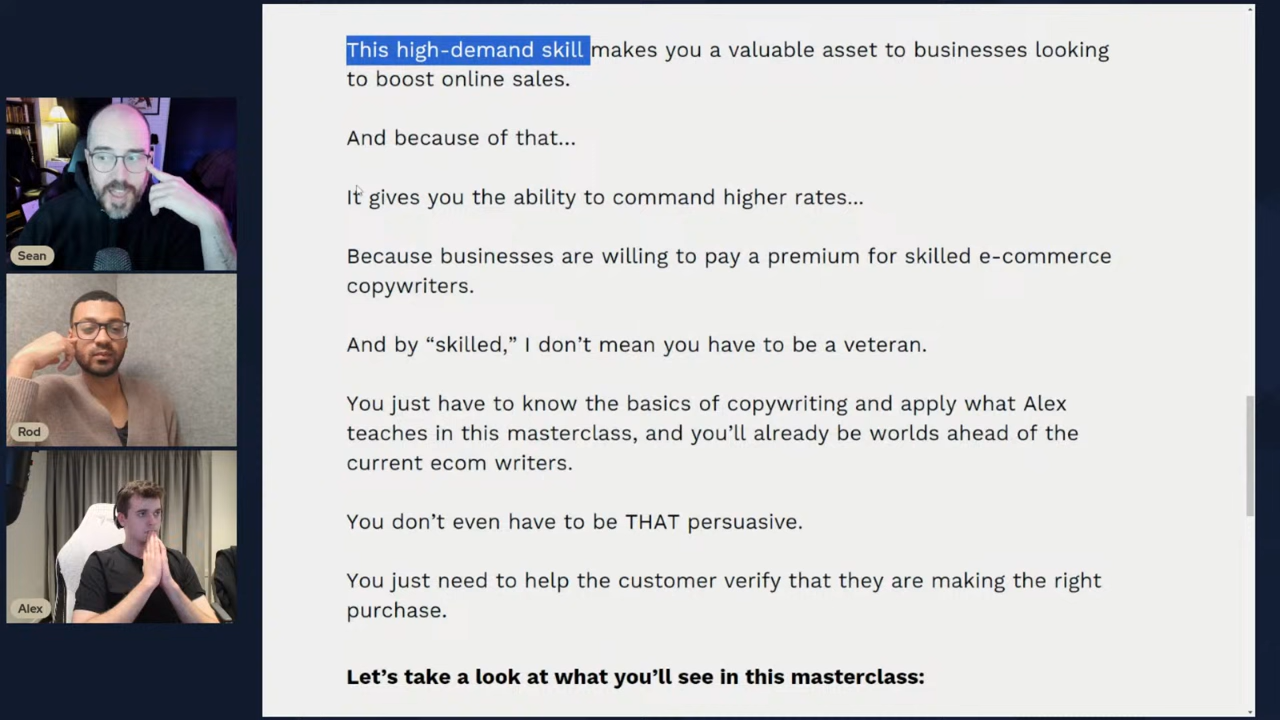 This high-demand skill makes you a valuable asset to businesses looking
to boost online sales.
And because of that...
It gives you the ability to command higher rates...
Because businesses are willing to pay a premium for skilled e-commerce
copywriters.
And by “skilled,” I don’t mean you have to be a veteran.
You just have to know the basics of copywriting and apply what Alex
teaches in this masterclass, and you’ll already be worlds ahead of the
current ecom writers.
You don’t even have to be THAT persuasive.
You just need to help the customer verify that they are making the right
purchase.
Let’s take a look at what you’ll see in this masterclass:
Sean
Rod
Alex